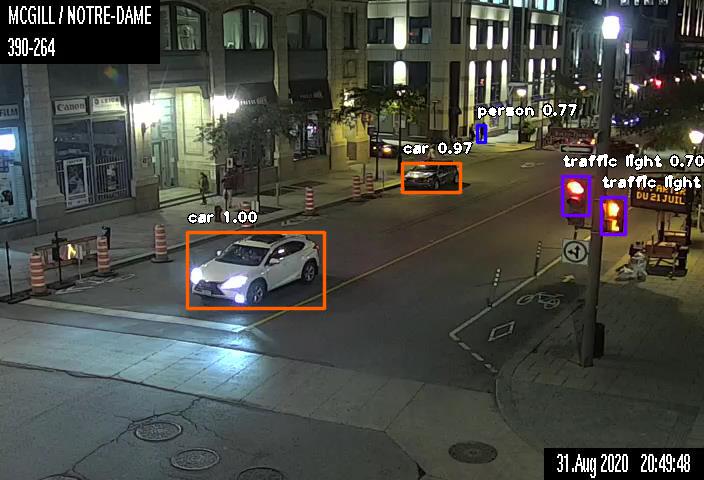 MCGILL / NOTRE-DAME
390-264
person 0.77
car 0.97
traffic light 0.70
traffic light
FILM
Canon
DU 21 JUIL
car 1.00
31.Aug 2020 20:49:48